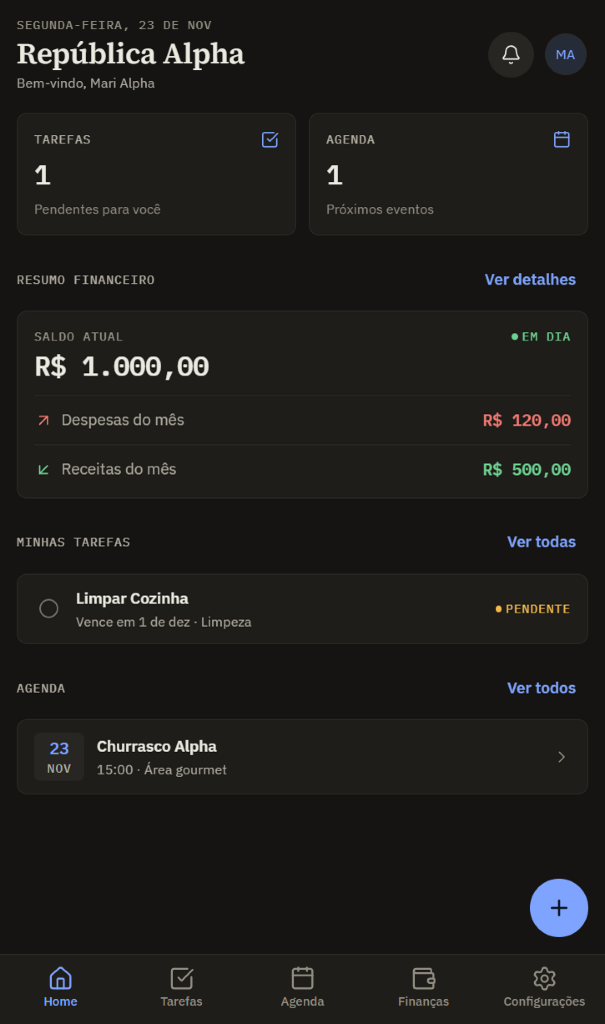 SEGUNDA-FEIRA, 23 DE NOV
República Alpha
Bem-vindo, Mari Alpha
MA
TAREFAS
1
Pendentes para você
AGENDA
1
Próximos eventos
RESUMO FINANCEIRO
Ver detalhes
SALDO ATUAL
EM DIA
R$ 1.000,00
Despesas do mês
R$ 120,00
Receitas do mês
R$ 500,00
MINHAS TAREFAS
Ver todas
Limpar Cozinha
Vence em 1 de dez · Limpeza
PENDENTE
AGENDA
Ver todos
23
NOV
Churrasco Alpha
15:00 · Área gourmet
Home
Tarefas
Agenda
Finanças
Configurações